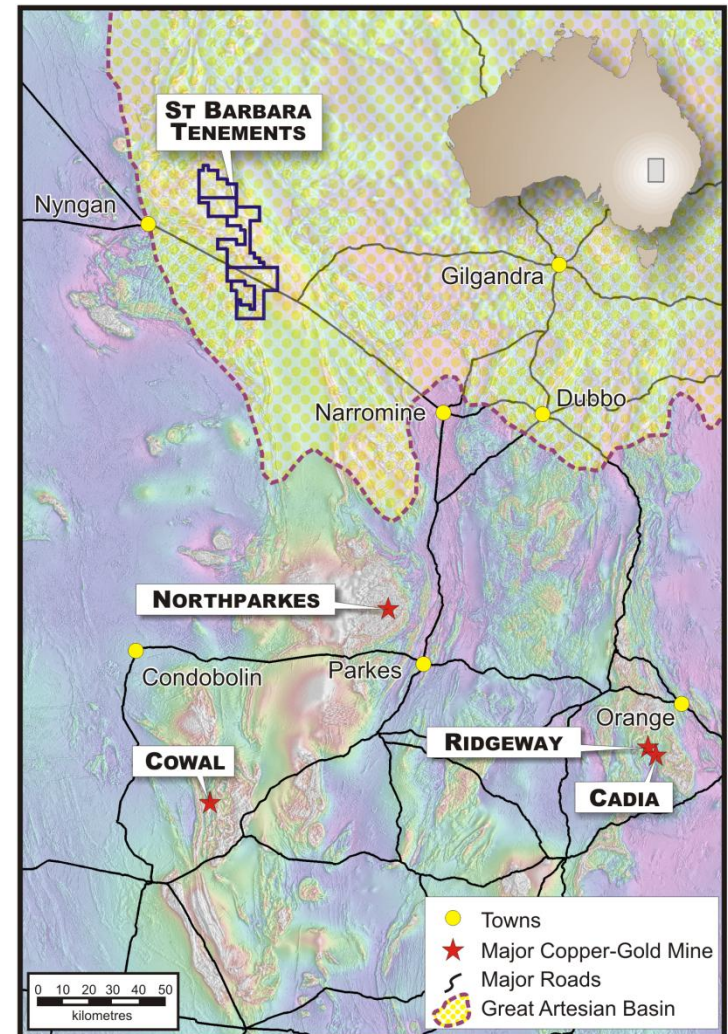 ST BARBARA
TENEMENTS
Nyngan
Gilgandra
Narromine
Dubbo
NORTHPARKES
Condobolin
Parkes
Orange
RIDGEWAY
COWAL
CADIA
Towns
Major Copper-Gold Mine
Major Roads
Great Artesian Basin
0 10 20 30 40 50
kilometres